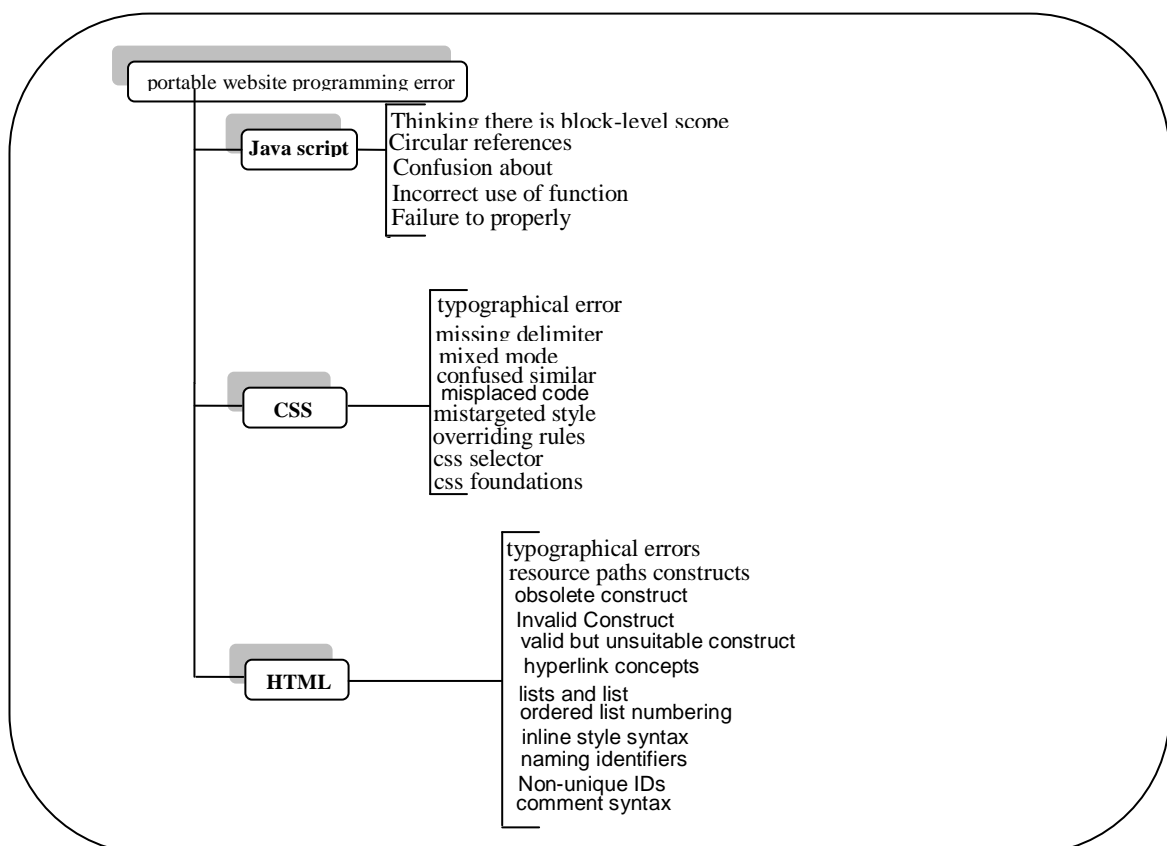 portable website programming error
Java script
Thinking there is block-level scope
Circular references
Confusion about
Incorrect use of function
Failure to properly
CSS
typographical error
missing delimiter
mixed mode
confused similar
misplaced code
mistargeted style
overriding rules
css selector
css foundations
HTML
typographical errors
resource paths constructs
obsolete construct
Invalid Construct
valid but unsuitable construct
hyperlink concepts
lists and list
ordered list numbering
inline style syntax
naming identifiers
Non-unique IDs
comment syntax